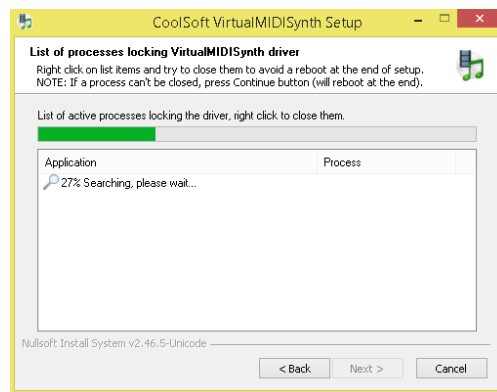 CoolSoft VirtualMIDISynth Setup
List of processes locking VirtualMIDISynth driver
Right click on list items and try to close them to avoid a reboot at the end of setup.
NOTE: If a process can't be closed, press Continue button (will reboot at the end).
List of active processes locking the driver, right click to close them.
Application Process
27% Searching, please wait...
Nullsoft Install System v2.46.5-Unicode
< Back Next > Cancel